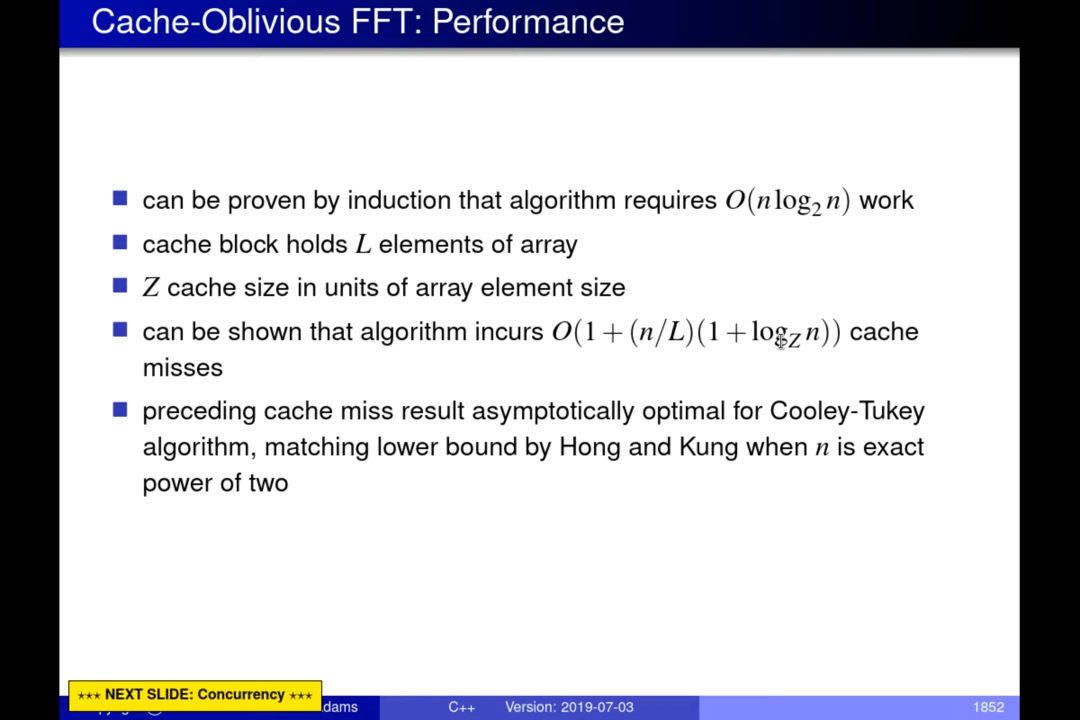 Cache-Oblivious FFT: Performance
can be proven by induction that algorithm requires O(n log₂ n) work
cache block holds L elements of array
Z cache size in units of array element size
can be shown that algorithm incurs O(1 + (n/L)(1 + log_Z n)) cache
misses
preceding cache miss result asymptotically optimal for Cooley-Tukey
algorithm, matching lower bound by Hong and Kung when n is exact
power of two
⋆⋆⋆ NEXT SLIDE: Concurrency ⋆⋆⋆
dams C++ Version: 2019-07-03 1852